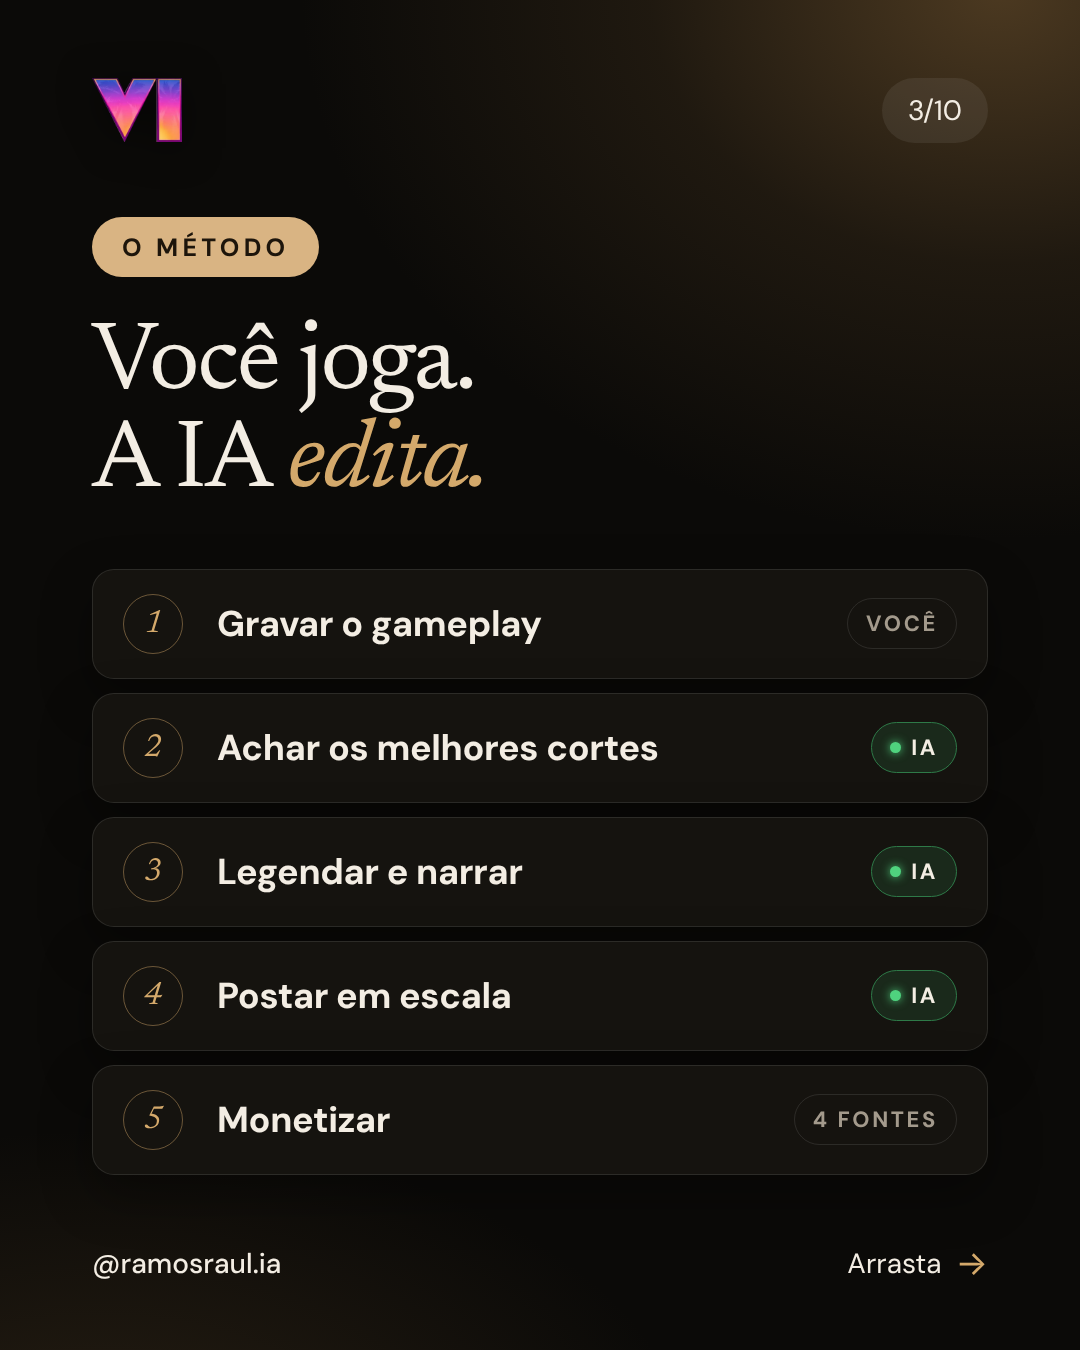 VI
3/10
O MÉTODO
Você joga.
A IA edita.
1 Gravar o gameplay VOCÊ
2 Achar os melhores cortes IA
3 Legendar e narrar IA
4 Postar em escala IA
5 Monetizar 4 FONTES
@ramosraul.ia Arrasta →